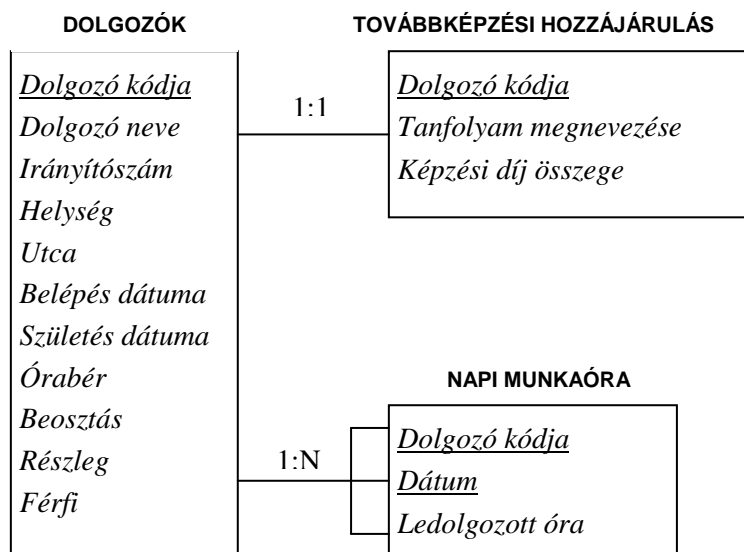 DOLGOZÓK
Dolgozó kódja
Dolgozó neve
Irányítószám
Helység
Utca
Belépés dátuma
Születés dátuma
Órabér
Beosztás
Részleg
Férfi
1:1
TOVÁBBKÉPZÉSI HOZZÁJÁRULÁS
Dolgozó kódja
Tanfolyam megnevezése
Képzési díj összege
1:N
NAPI MUNKAÓRA
Dolgozó kódja
Dátum
Ledolgozott óra